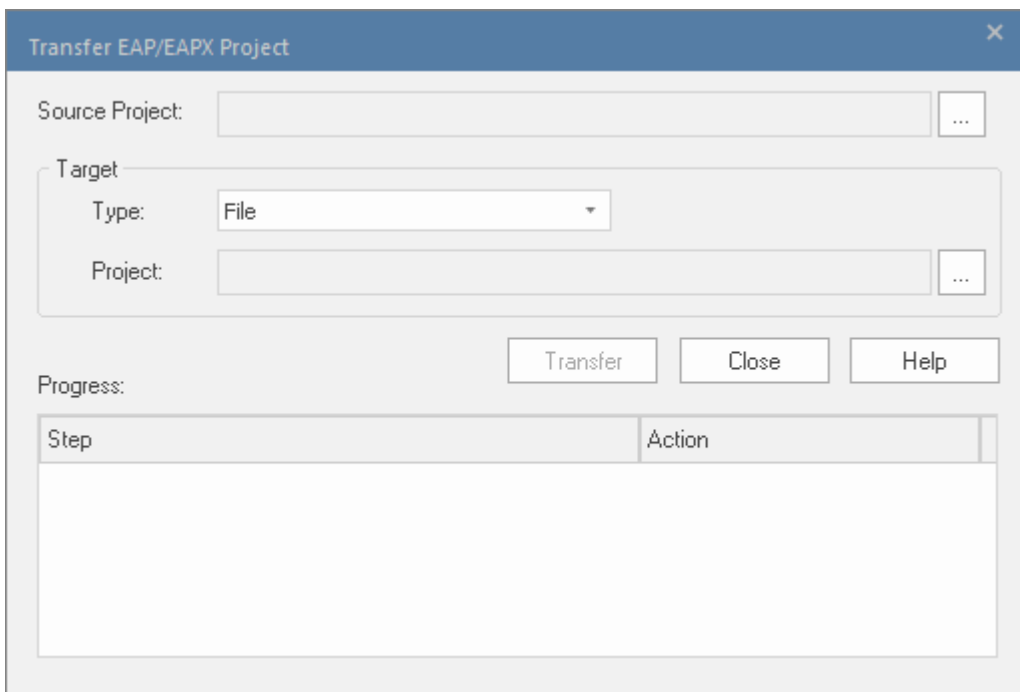 Transfer EAP/EAPX Project
Source Project:
...
Target
Type:
File
Project:
...
Transfer
Close
Help
Progress:
Step
Action